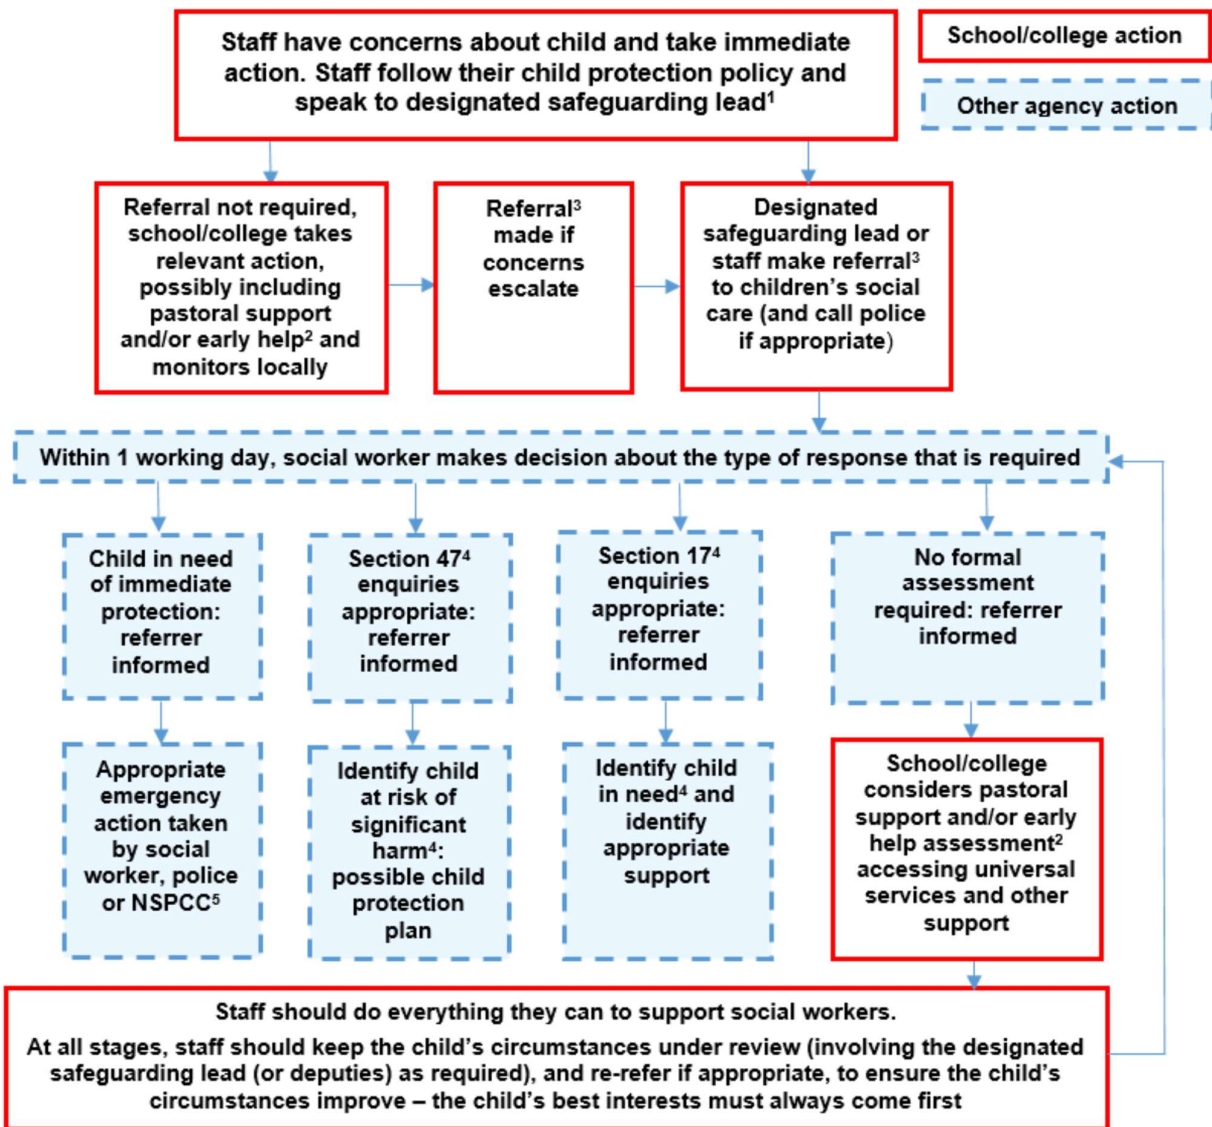 Staff have concerns about child and take immediate
action. Staff follow their child protection policy and
speak to designated safeguarding lead¹
School/college action
Other agency action
Referral not required,
school/college takes
relevant action,
possibly including
pastoral support
and/or early help² and
monitors locally
Referral³
made if
concerns
escalate
Designated
safeguarding lead or
staff make referral³
to children’s social
care (and call police
if appropriate)
Within 1 working day, social worker makes decision about the type of response that is required
Child in need
of immediate
protection:
referrer
informed
Section 47⁴
enquiries
appropriate:
referrer
informed
Section 17⁴
enquiries
appropriate:
referrer
informed
No formal
assessment
required: referrer
informed
Appropriate
emergency
action taken
by social
worker, police
or NSPCC⁵
Identify child
at risk of
significant
harm⁴:
possible child
protection
plan
Identify child
in need⁴ and
identify
appropriate
support
School/college
considers pastoral
support and/or early
help assessment²
accessing universal
services and other
support
Staff should do everything they can to support social workers.
At all stages, staff should keep the child’s circumstances under review (involving the designated
safeguarding lead (or deputies) as required), and re-refer if appropriate, to ensure the child’s
circumstances improve – the child’s best interests must always come first